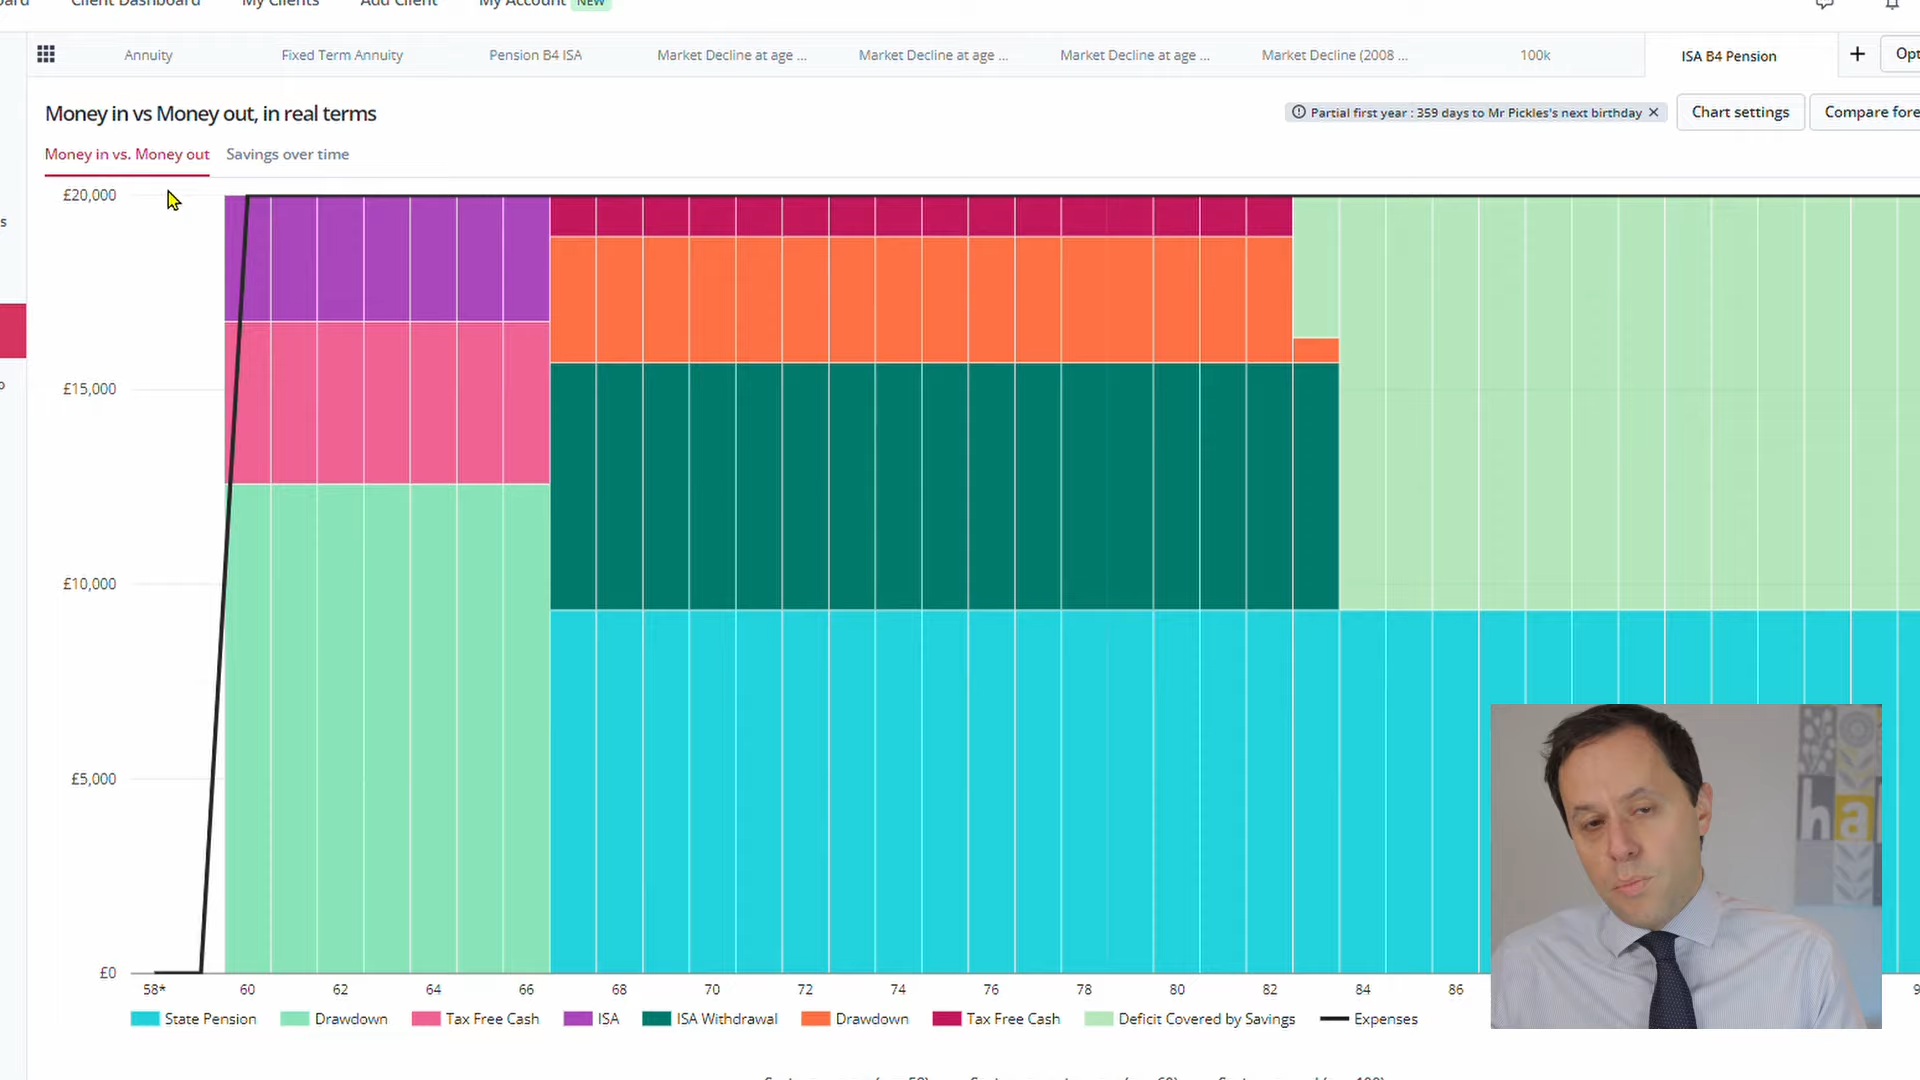 Client Dashboard My Clients Add Client My Account NEW
Annuity Fixed Term Annuity Pension B4 ISA Market Decline at age ... Market Decline at age ... Market Decline at age ... Market Decline (2008 ... 100k ISA B4 Pension + Opt
Money in vs Money out, in real terms
Partial first year : 359 days to Mr Pickles's next birthday
Chart settings
Compare fore
Money in vs. Money out Savings over time
£20,000
£15,000
£10,000
£5,000
£0
58* 60 62 64 66 68 70 72 74 76 78 80 82 84 86 9
State Pension Drawdown Tax Free Cash ISA ISA Withdrawal Drawdown Tax Free Cash Deficit Covered by Savings Expenses
ha